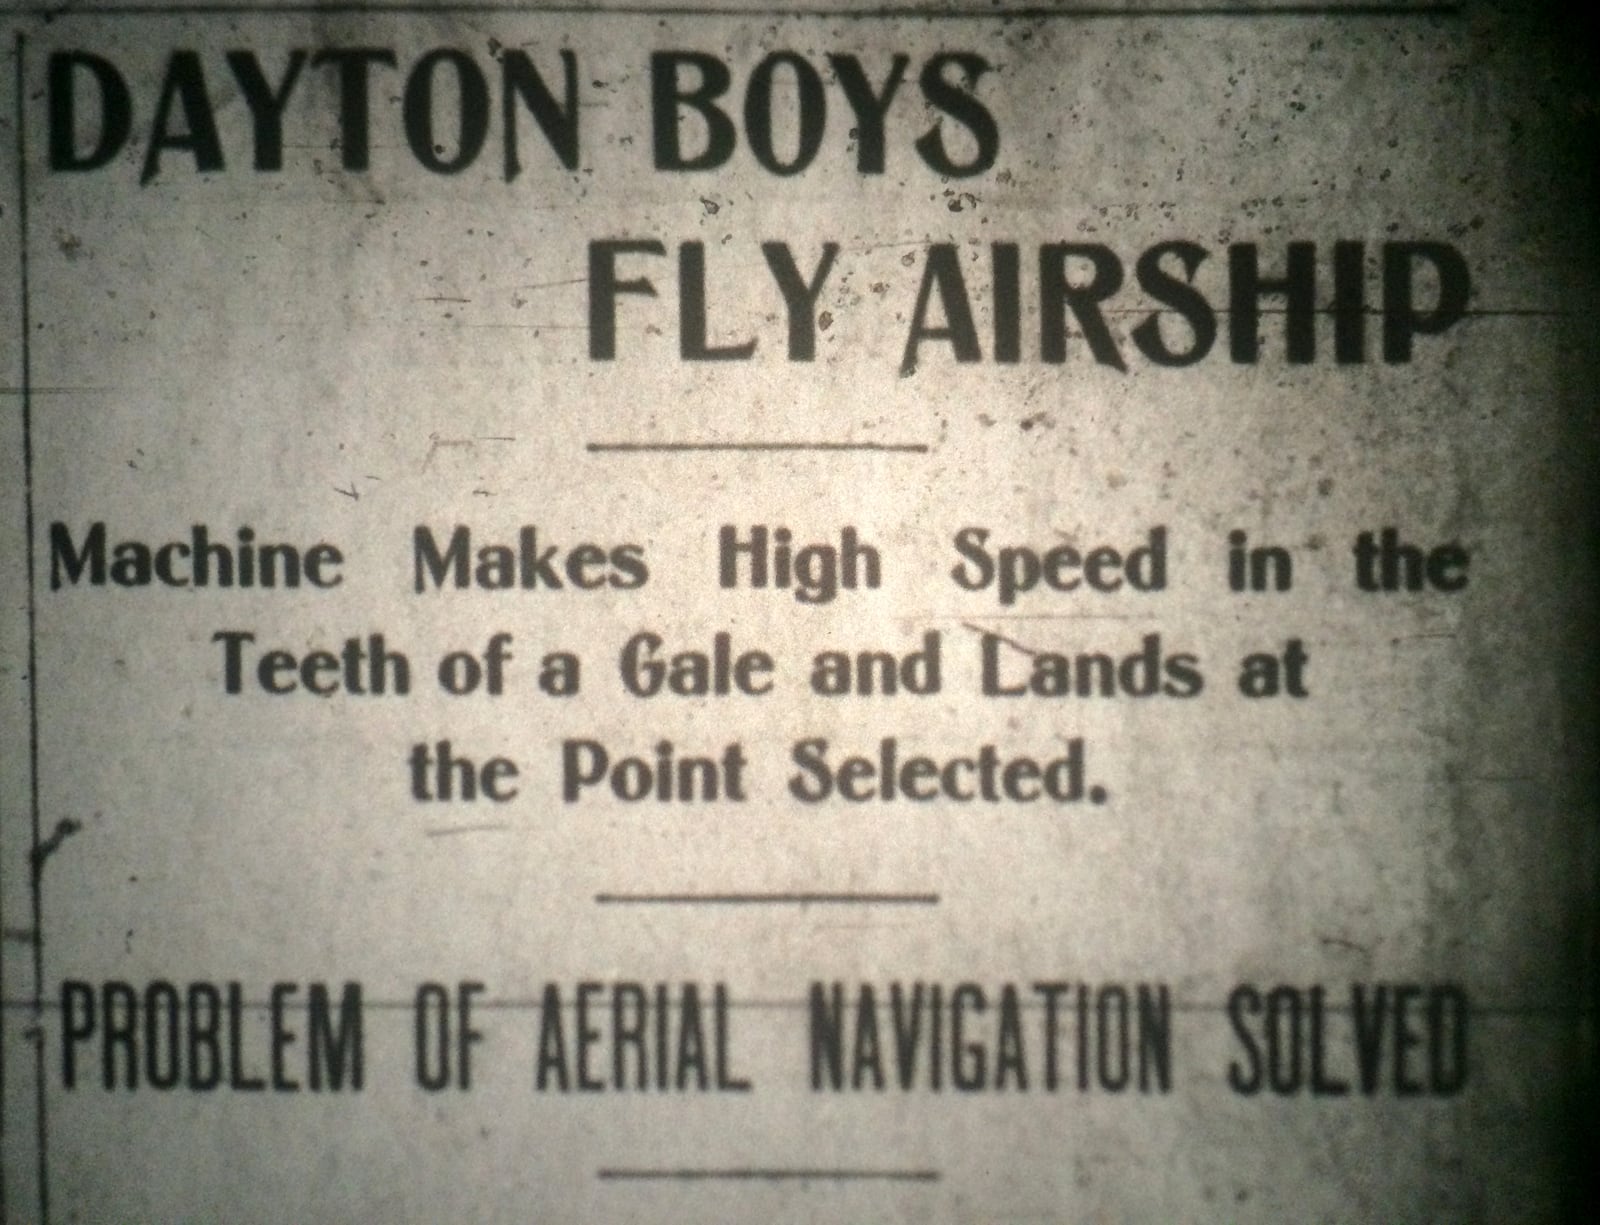 DAYTON BOYS
FLY AIRSHIP
Machine Makes High Speed in the
Teeth of a Gale and Lands at
the Point Selected.
PROBLEM OF AERIAL NAVIGATION SOLVED